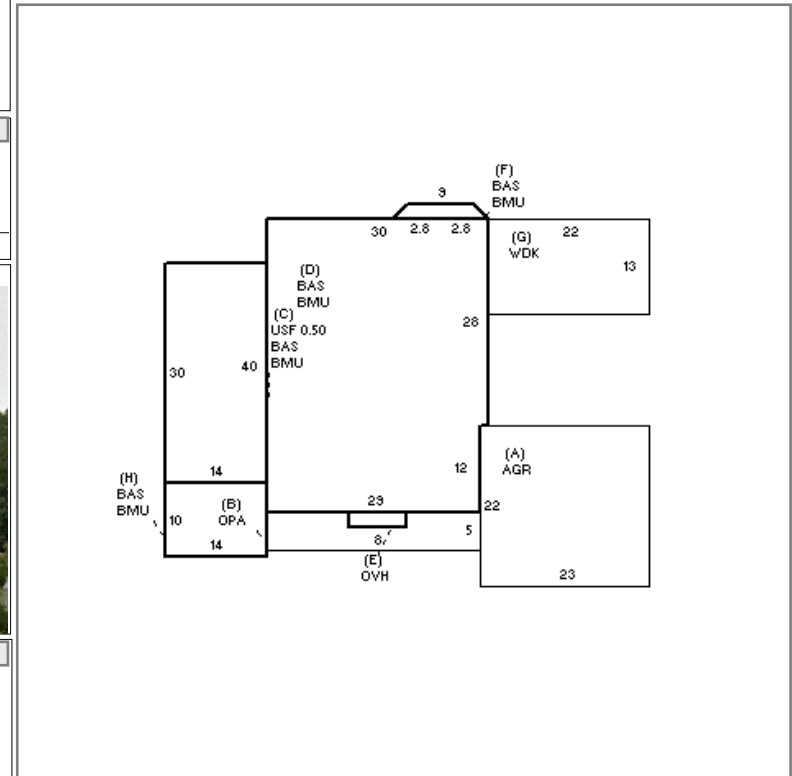 (F)
BAS
BMU
9
30 2.8 2.8
(G)
WDK
22
13
(D)
BAS
BMU
(C)
USF 0.50
BAS
BMU
28
40
30
14
(H)
BAS
BMU
10
14
(B)
OPA
29
12
(A)
AGR
22
5
8
(E)
OVH
23